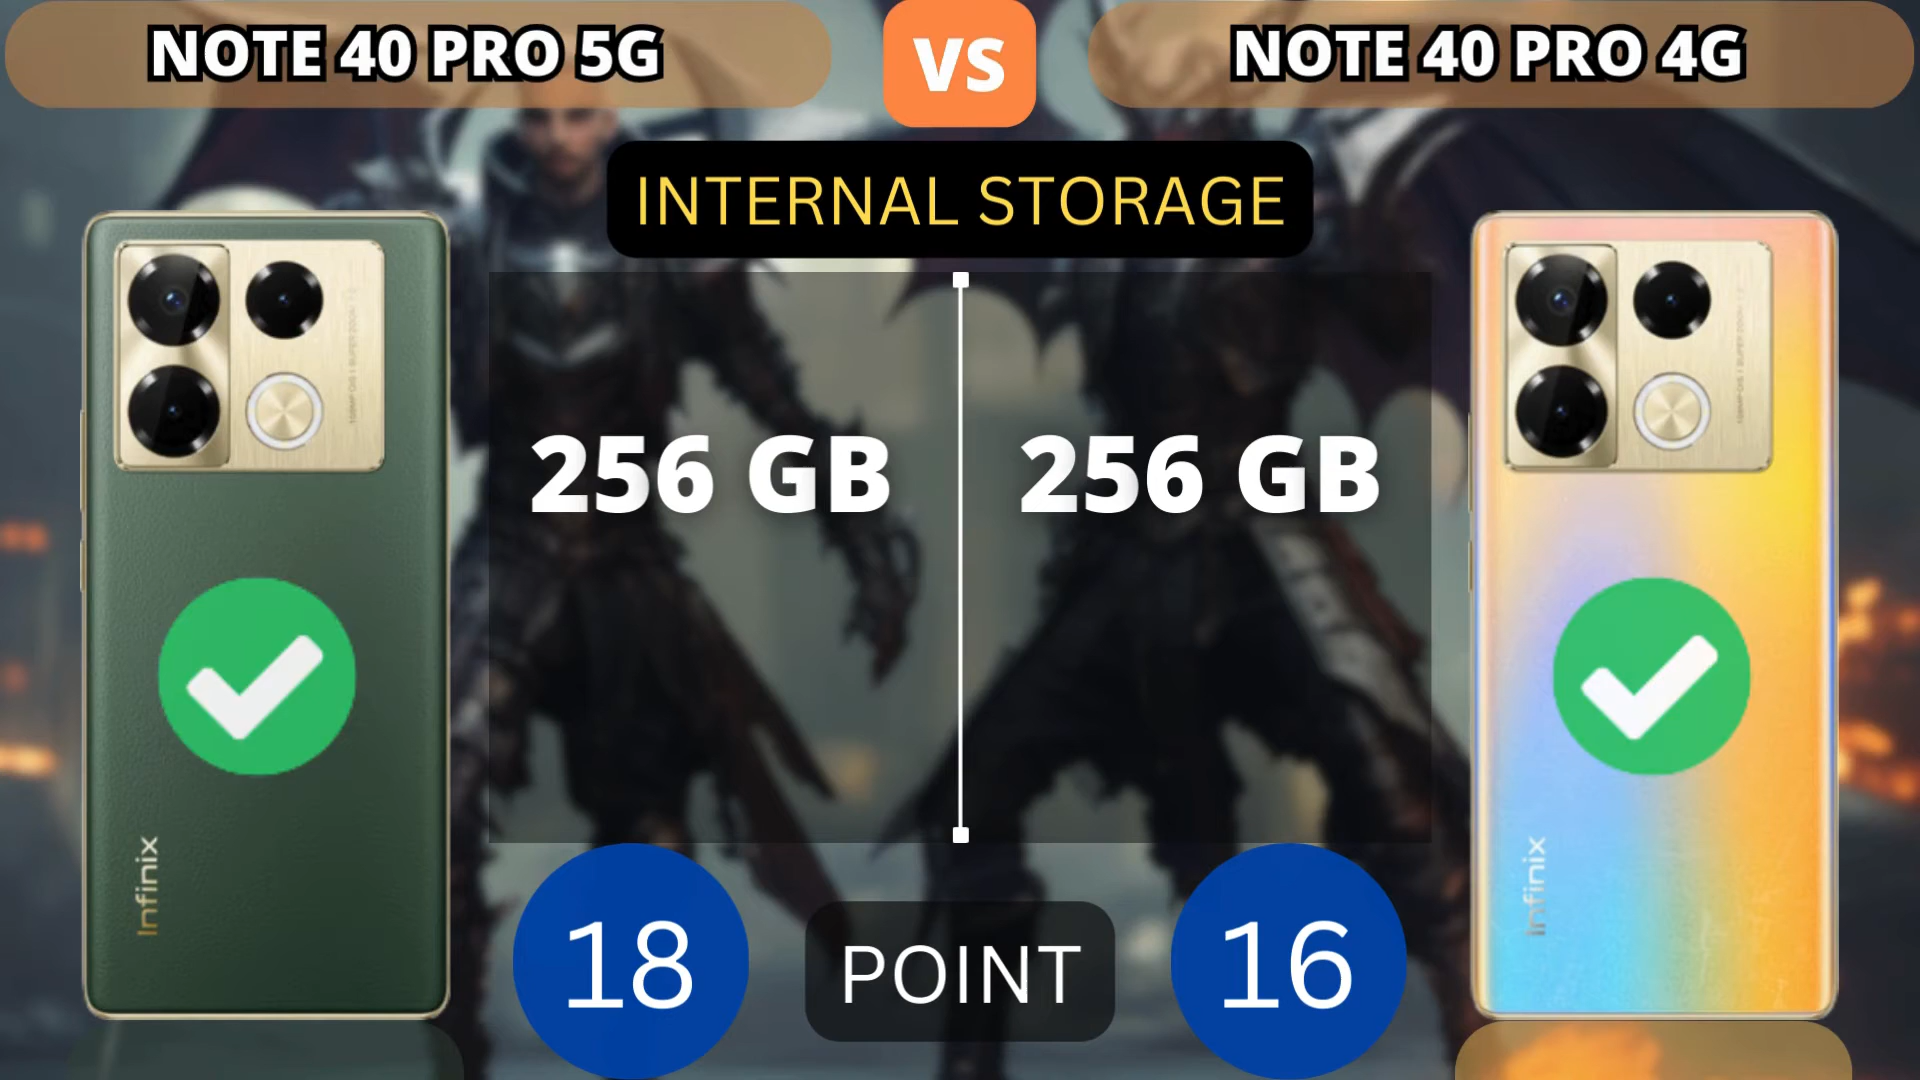 NOTE 40 PRO 5G
VS
NOTE 40 PRO 4G
INTERNAL STORAGE
256 GB
256 GB
Infinix
Infinix
18
POINT
16